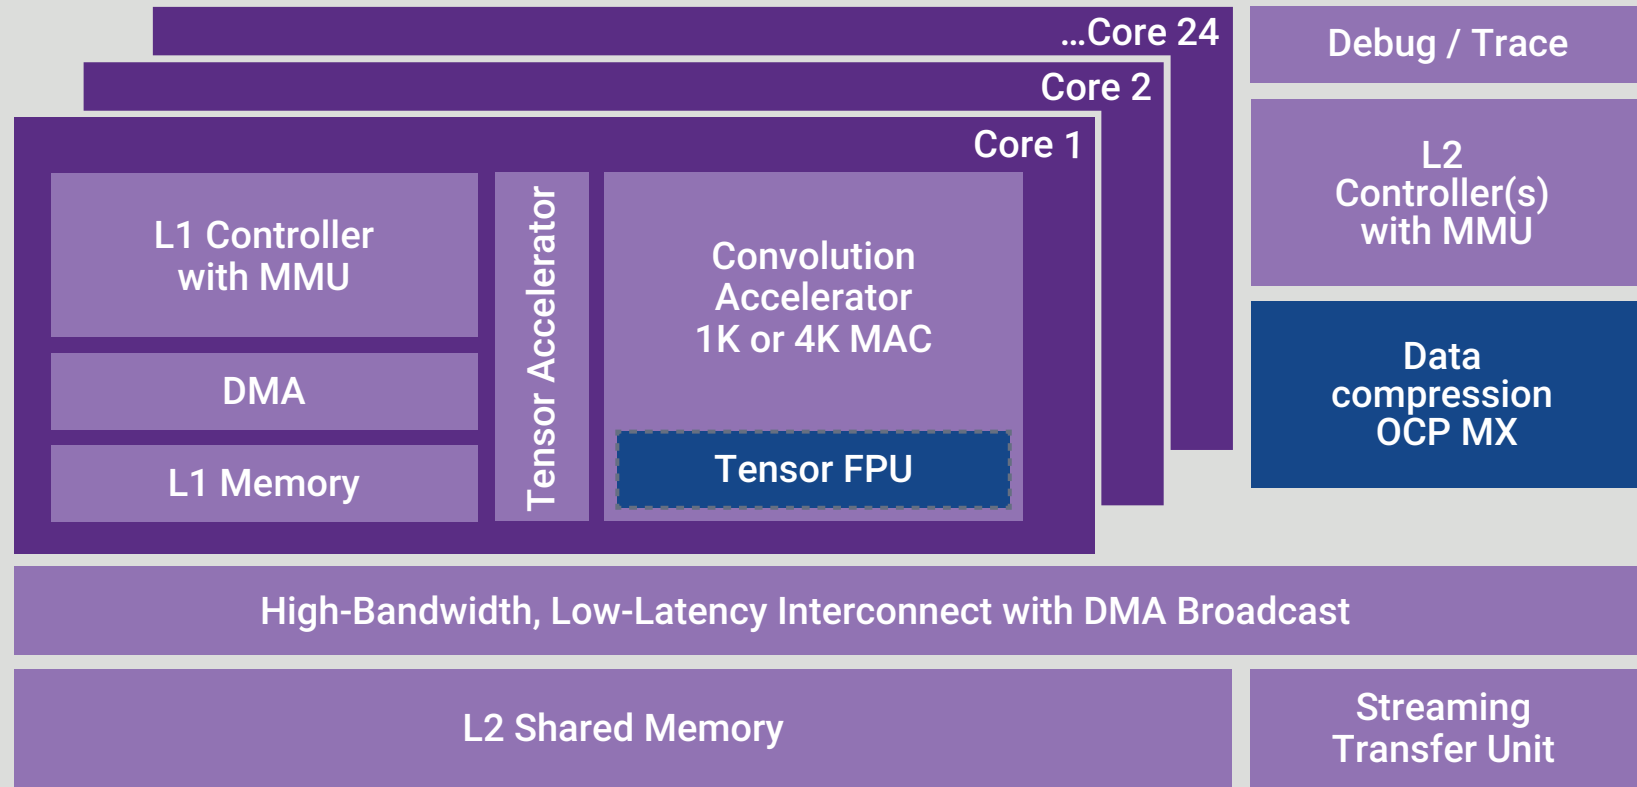 …Core 24
Core 2
Core 1
L1 Controller
with MMU
DMA
L1 Memory
Tensor Accelerator
Convolution
Accelerator
1K or 4K MAC
Tensor FPU
Debug / Trace
L2
Controller(s)
with MMU
Data
compression
OCP MX
High-Bandwidth, Low-Latency Interconnect with DMA Broadcast
L2 Shared Memory
Streaming
Transfer Unit